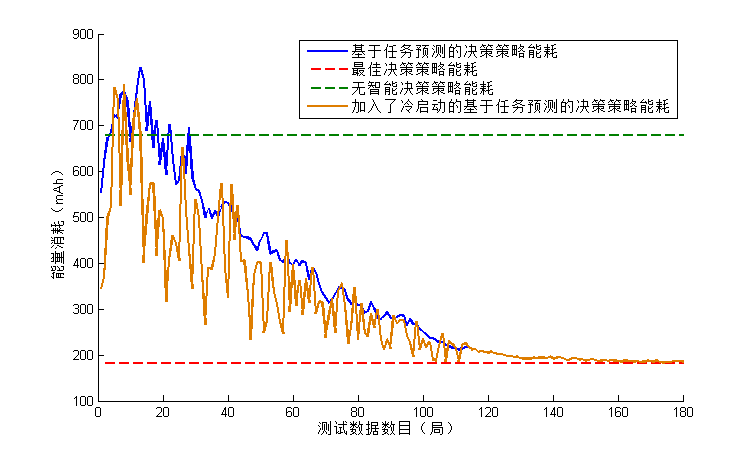 900
800
700
600
500
400
300
200
100
能量消耗（mAh）
基于任务预测的决策策略能耗
最佳决策策略能耗
无智能决策策略能耗
加入了冷启动的基于任务预测的决策策略能耗
0 20 40 60 80 100 120 140 160 180
测试数据数目（局）